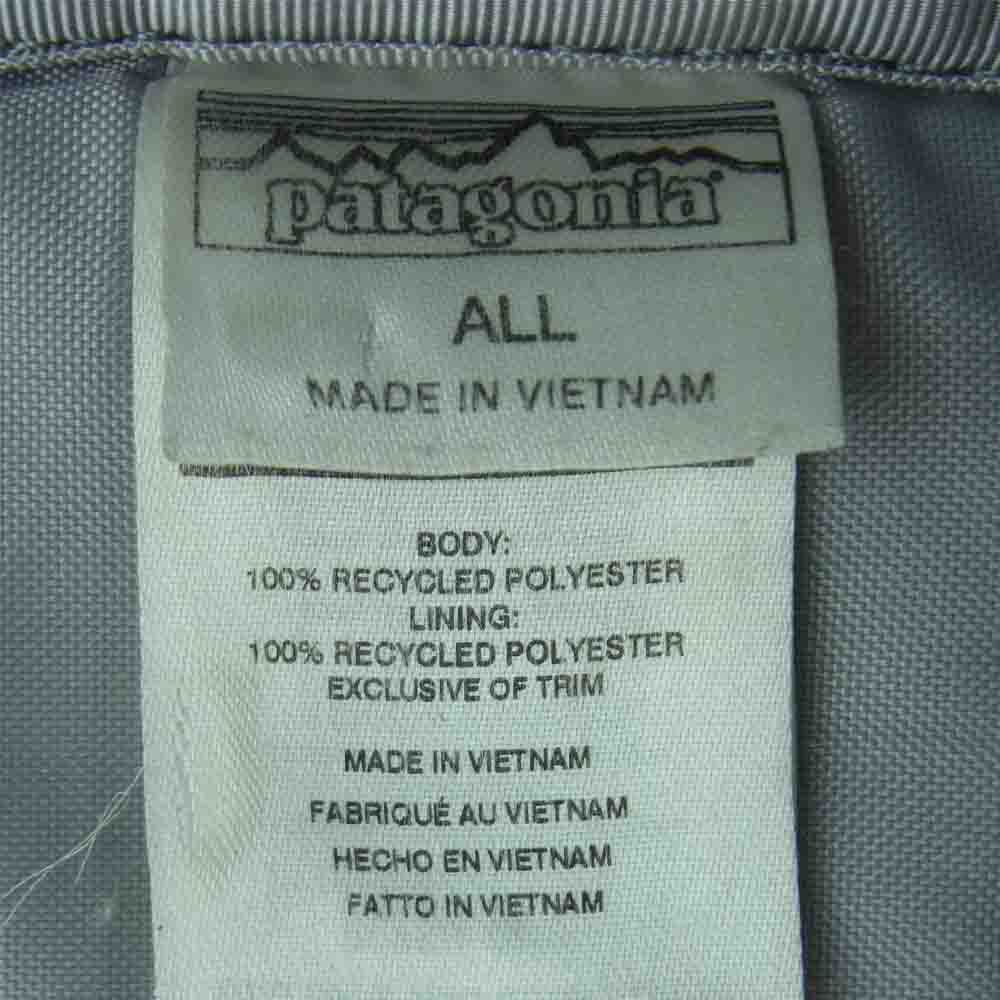 patagonia®
ALL
MADE IN VIETNAM
BODY:
100% RECYCLED POLYESTER
LINING:
100% RECYCLED POLYESTER
EXCLUSIVE OF TRIM
MADE IN VIETNAM
FABRIQUÉ AU VIETNAM
HECHO EN VIETNAM
FATTO IN VIETNAM